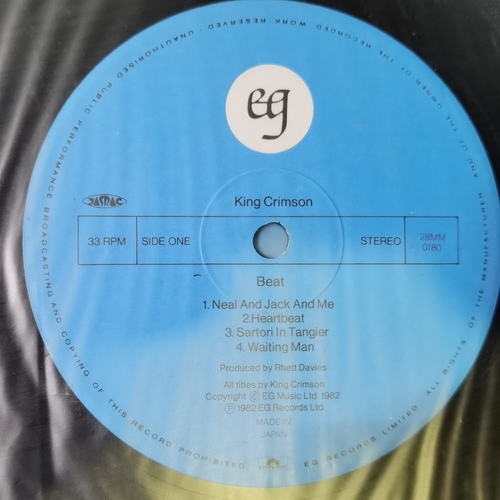 eg
King Crimson
JASRAC
33 RPM
SIDE ONE
STEREO
28MM
0180
Beat
1. Neal And Jack And Me
2.Heartbeat
3. Sartori In Tangier
4. Waiting Man
Produced by Rhett Davies
All titles by King Crimson
Copyright Ⓒ EG Music Ltd. 1982
Ⓟ 1982 EG Records Ltd.
MADE IN
JAPAN
EG RECORDS LIMITED · ALL RIGHTS OF THE MANUFACTURER AND OF THE OWNER OF THE RECORDED WORK RESERVED · UNAUTHORISED PUBLIC PERFORMANCE BROADCASTING AND COPYING OF THIS RECORD PROHIBITED